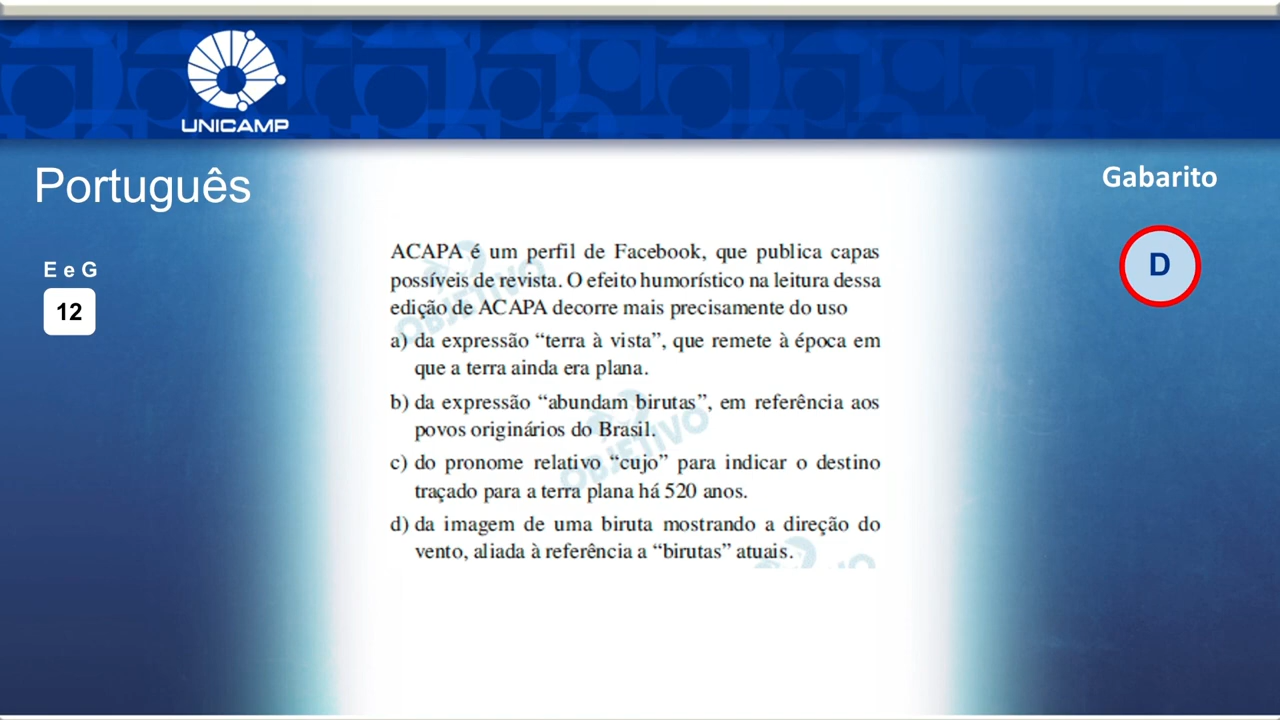 UNICAMP
Português
Gabarito
E e G
12
D
ACAPA é um perfil de Facebook, que publica capas
possíveis de revista. O efeito humorístico na leitura dessa
edição de ACAPA decorre mais precisamente do uso
a) da expressão “terra à vista”, que remete à época em
que a terra ainda era plana.
b) da expressão “abundam birutas”, em referência aos
povos originários do Brasil.
c) do pronome relativo “cujo” para indicar o destino
traçado para a terra plana há 520 anos.
d) da imagem de uma biruta mostrando a direção do
vento, aliada à referência a “birutas” atuais.
OBJETIVO
OBJETIVO